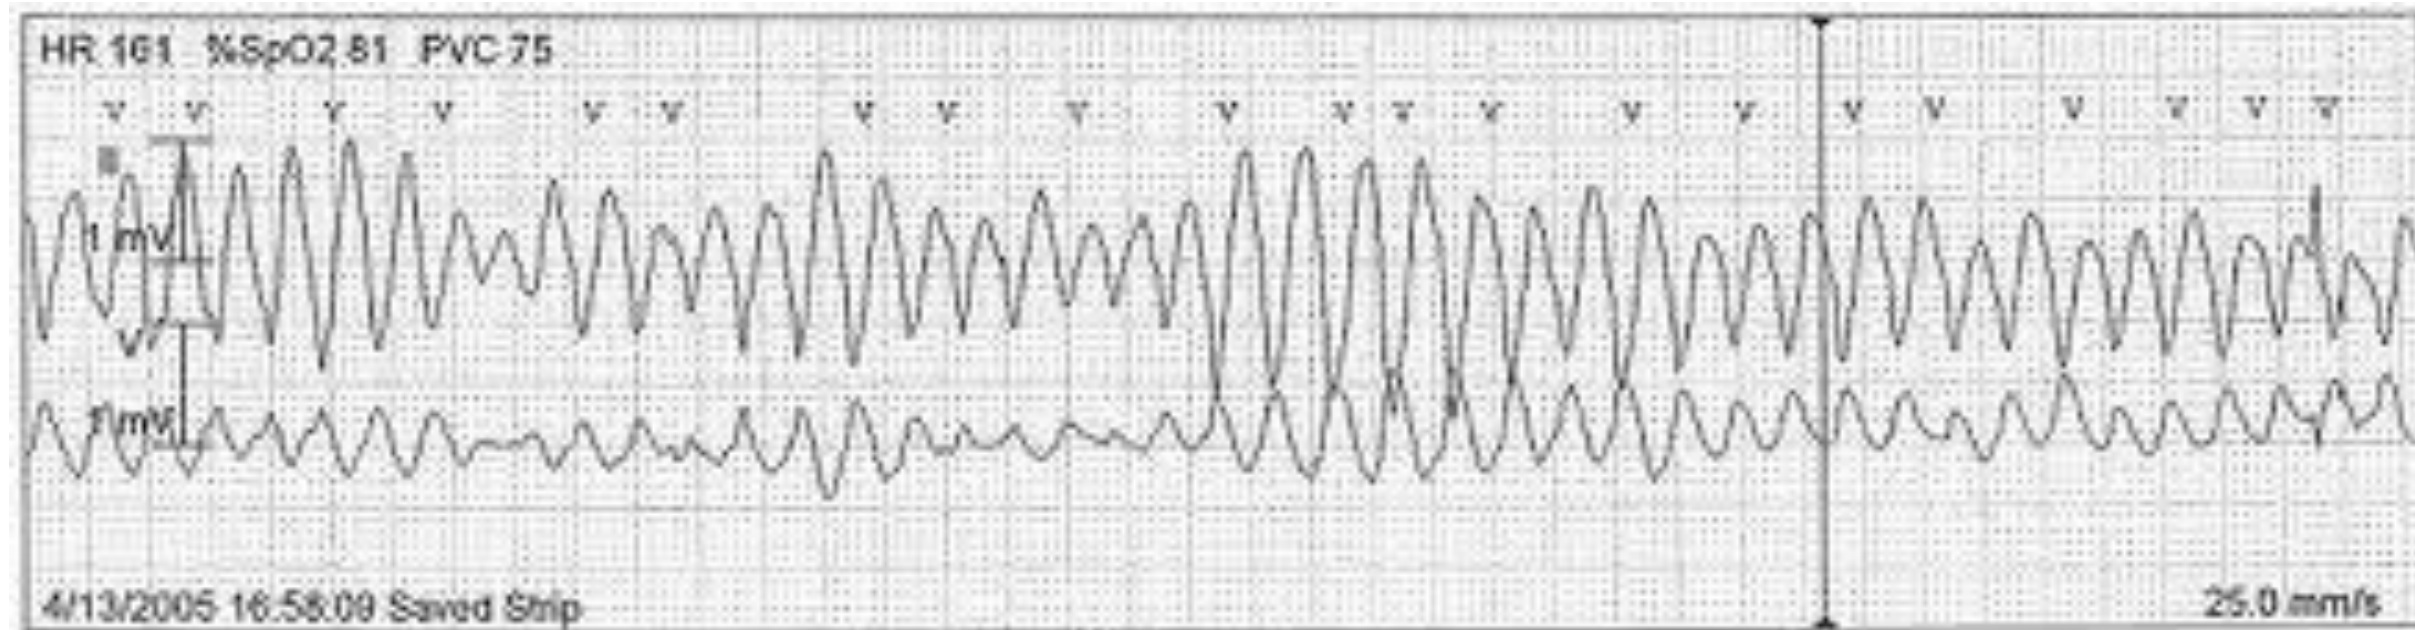 HR 161 %SpO2 81 PVC 75
V V V V V V V V V V V V V V V V V V V V V
II
1 mV
V
1 mV
4/13/2005 16:58:09 Saved Strip
25.0 mm/s